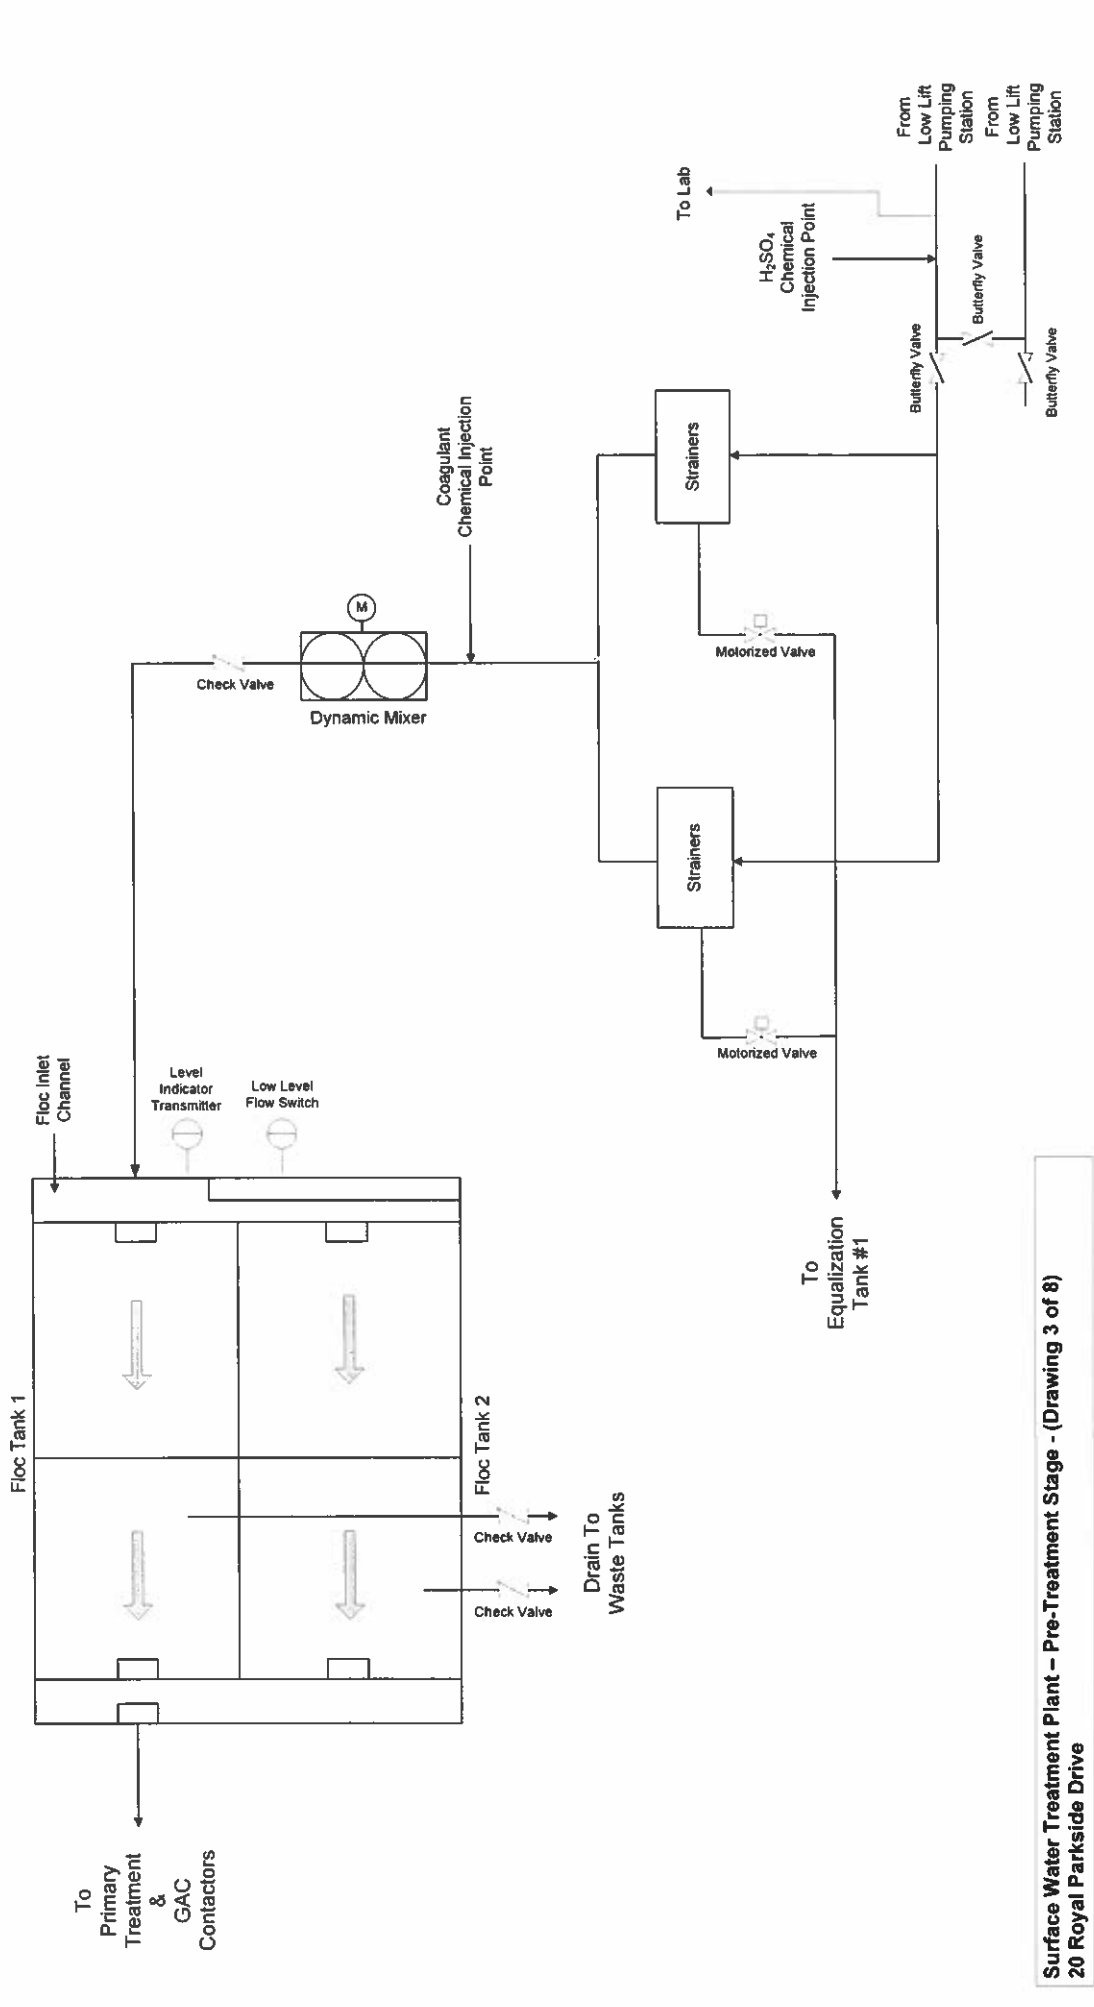 To
Primary
Treatment
&
GAC
Contactors
Floc Tank 1
Floc Inlet
Channel
Level
Indicator
Transmitter
Low Level
Flow Switch
Floc Tank 2
Check Valve
Check Valve
Drain To
Waste Tanks
Check Valve
M
Dynamic Mixer
Coagulant
Chemical Injection
Point
Strainers
Strainers
Motorized Valve
Motorized Valve
To
Equalization
Tank #1
To Lab
H₂SO₄
Chemical
Injection Point
Butterfly Valve
Butterfly Valve
Butterfly Valve
From
Low Lift
Pumping
Station
From
Low Lift
Pumping
Station
Surface Water Treatment Plant – Pre-Treatment Stage - (Drawing 3 of 8)
20 Royal Parkside Drive